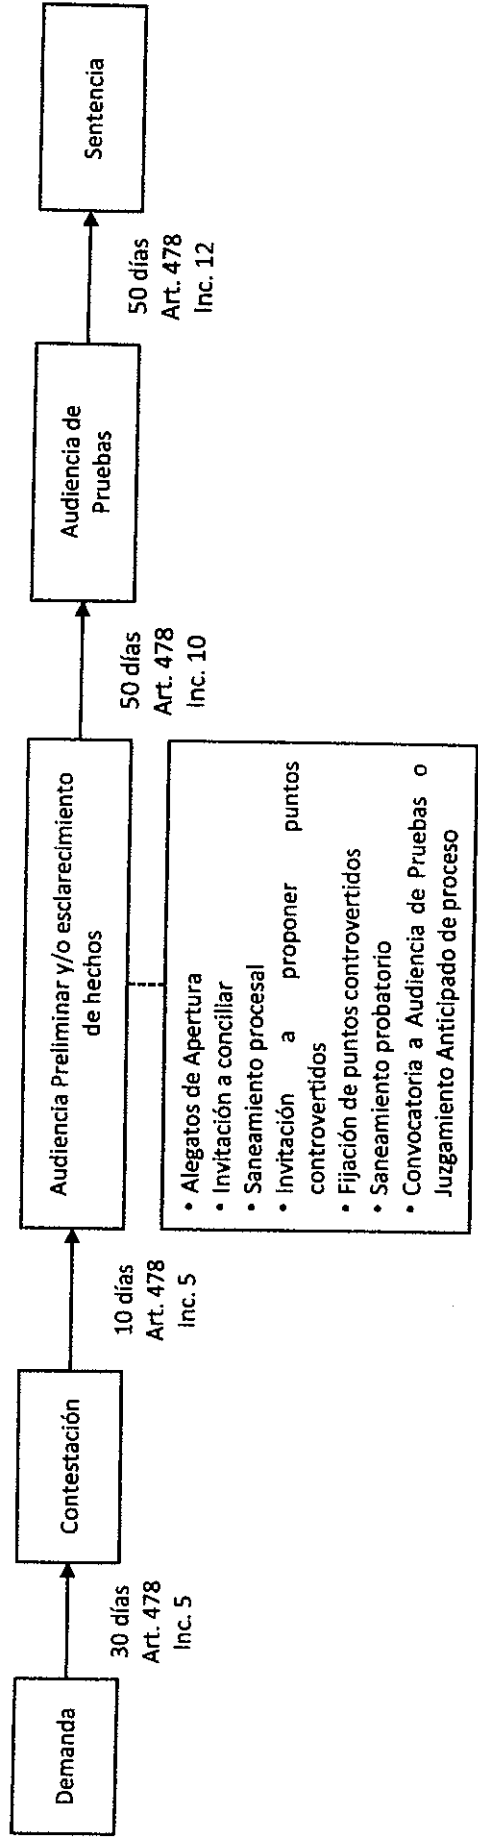 Demanda
30 días
Art. 478
Inc. 5
Contestación
10 días
Art. 478
Inc. 5
Audiencia Preliminar y/o esclarecimiento
de hechos
• Alegatos de Apertura
• Invitación a conciliar
• Saneamiento procesal
• Invitación a proponer puntos
controvertidos
• Fijación de puntos controvertidos
• Saneamiento probatorio
• Convocatoria a Audiencia de Pruebas o
Juzgamiento Anticipado de proceso
50 días
Art. 478
Inc. 10
Audiencia de
Pruebas
50 días
Art. 478
Inc. 12
Sentencia